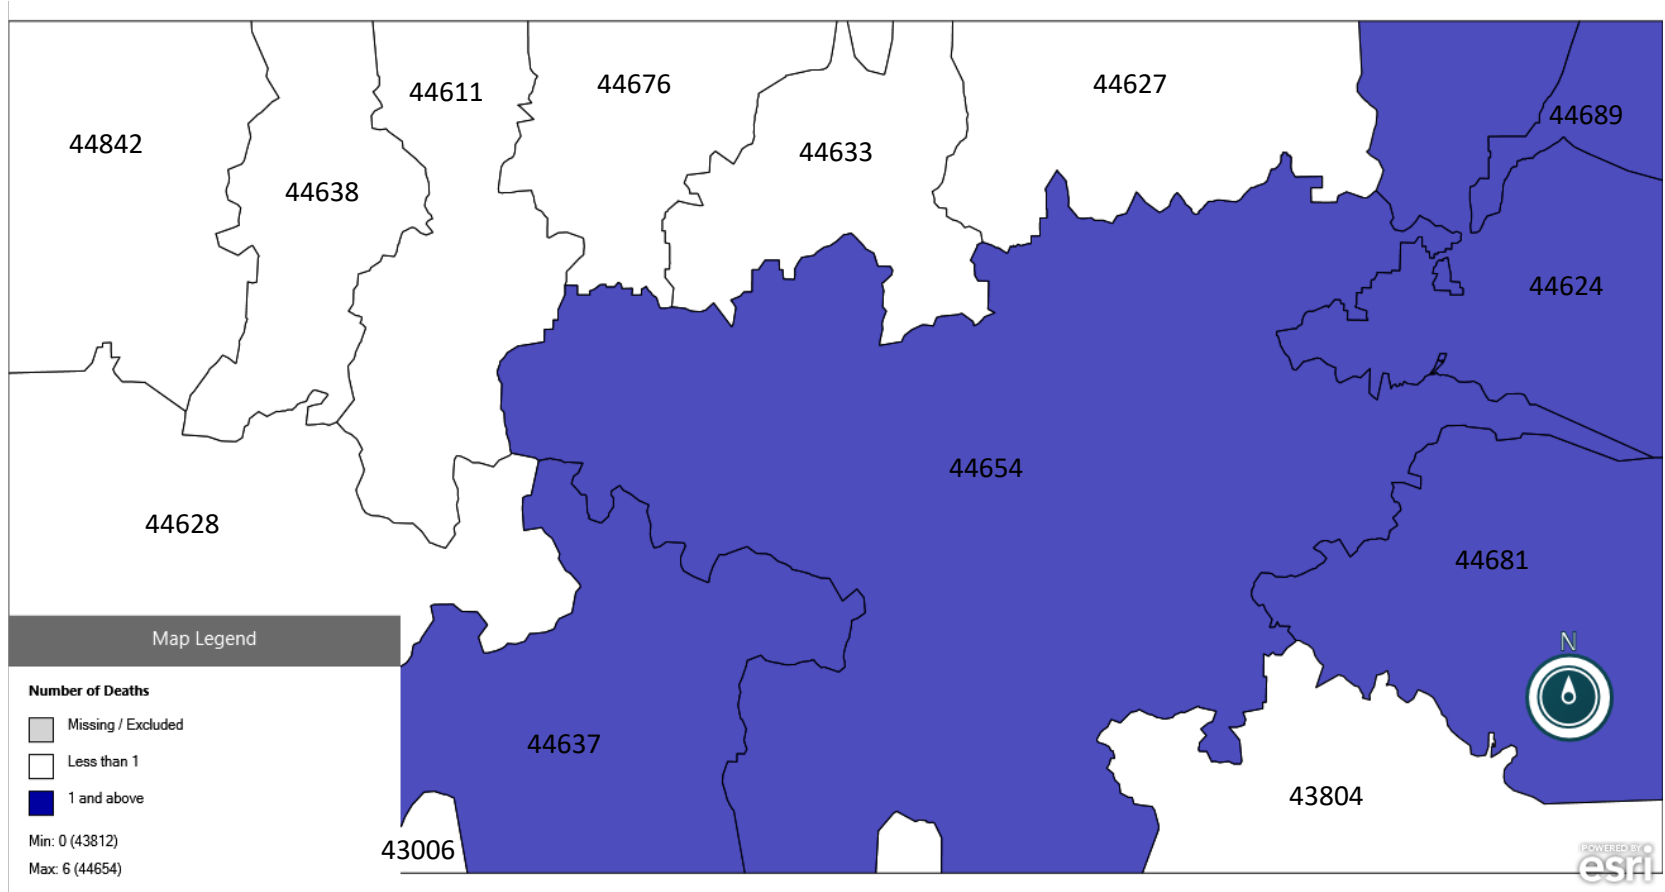 44627
44676
44611
44689
44842
44633
44638
44624
44654
44628
44681
N
Map Legend
Number of Deaths
Missing / Excluded
Less than 1
1 and above
Min: 0 (43812)
Max: 6 (44654)
44637
43804
43006
POWERED BY
esri